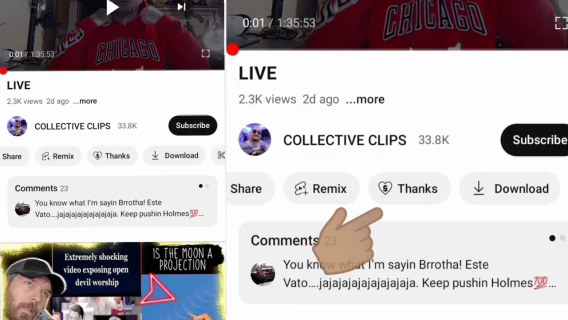 CHICAGO
0:01 / 1:35:53
LIVE
2.3K views 2d ago ...more
COLLECTIVE CLIPS 33.8K Subscribe
Share Remix Thanks Download
Comments 23
You know what I'm sayin Brrotha! Este
Vato....jajajajajajajajaja. Keep pushin Holmes💯...
Extremely shocking
video exposing open
devil worship
IS THE MOON A
PROJECTION
CHICAGO
0:01 / 1:35:53
LIVE
2.3K views 2d ago ...more
COLLECTIVE CLIPS 33.8K Subscribe
Share Remix Thanks Download
Comments 23
You know what I'm sayin Brrotha! Este
Vato....jajajajajajajajaja. Keep pushin Holmes💯...